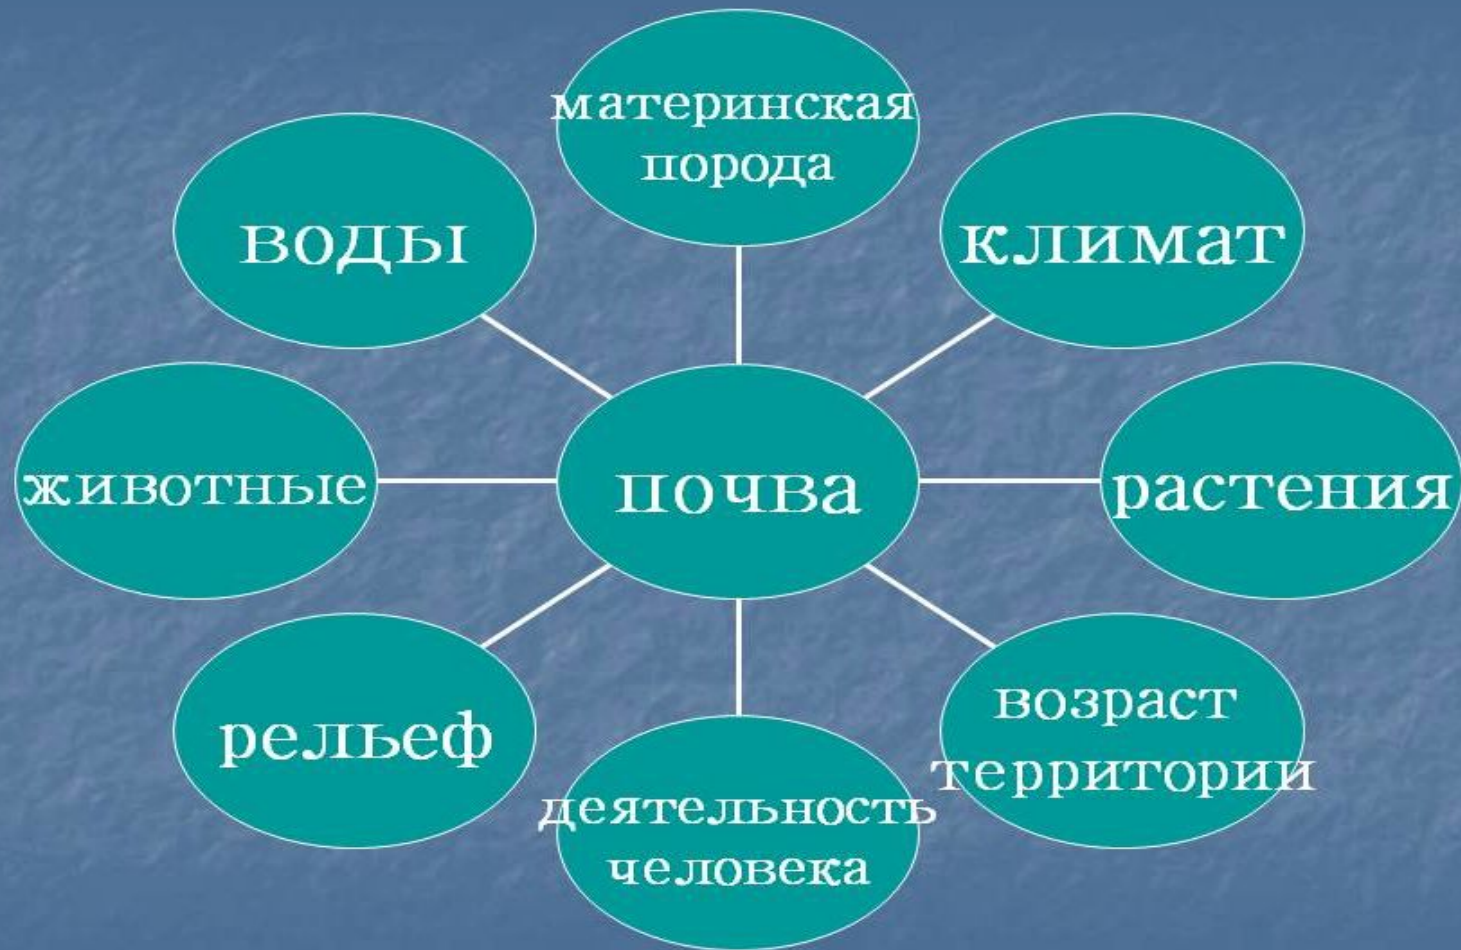 материнская
порода
воды
климат
животные
почва
растения
рельеф
возраст
территории
деятельность
человека